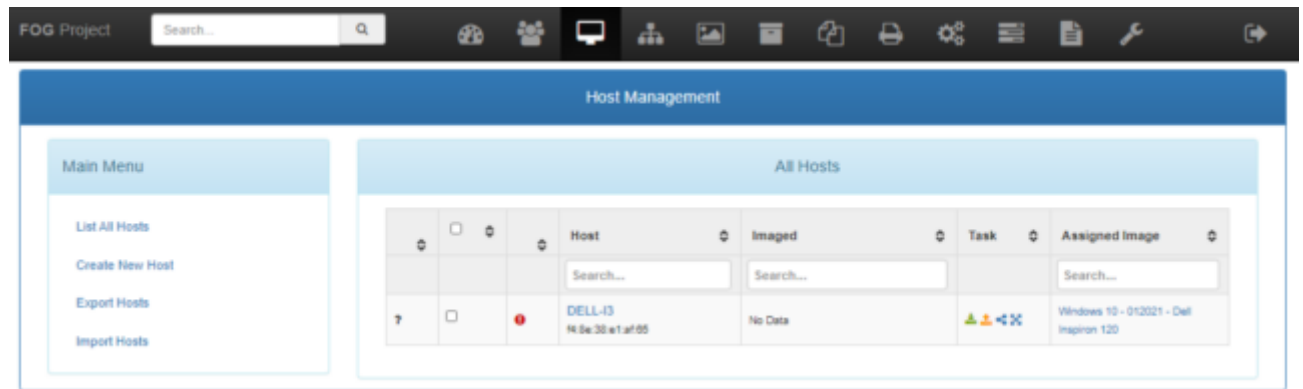 FOG Project
Search...
Host Management
Main Menu
List All Hosts
Create New Host
Export Hosts
Import Hosts
All Hosts
Host
Imaged
Task
Assigned Image
Search...
Search...
Search...
?
DELL-I3
No Data
Windows 10 - 012021 - Dell
Inspiron 120